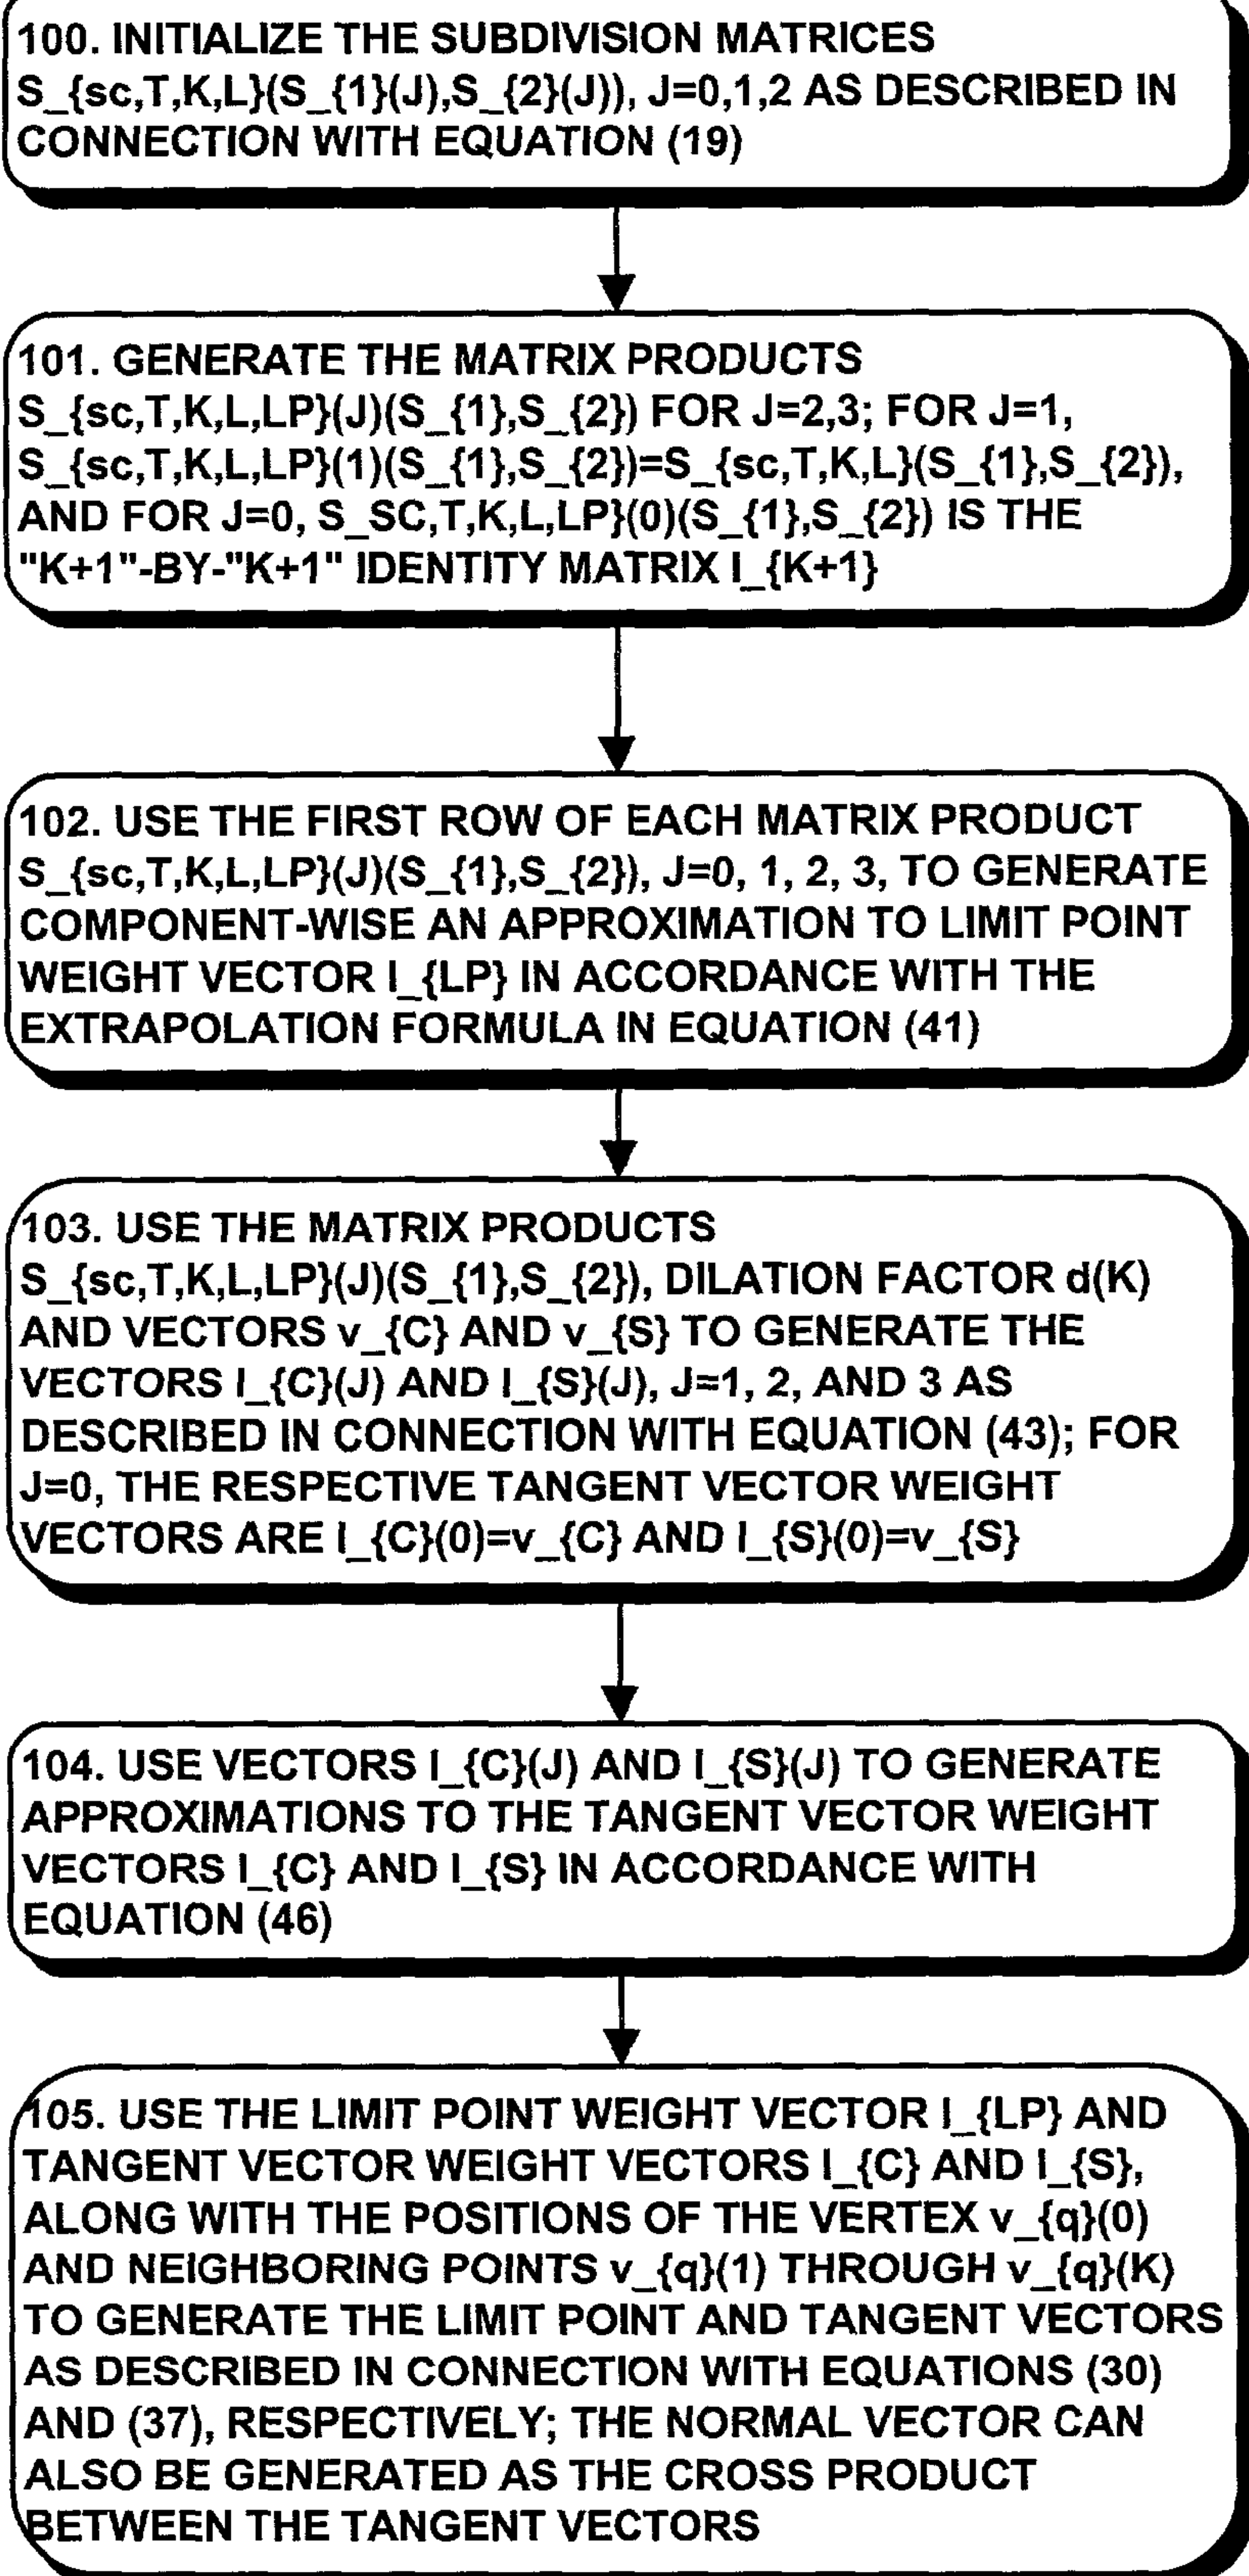 100. INITIALIZE THE SUBDIVISION MATRICES
S_{sc,T,K,L}(S_{1}(J),S_{2}(J)), J=0,1,2 AS DESCRIBED IN
CONNECTION WITH EQUATION (19)
101. GENERATE THE MATRIX PRODUCTS
S_{sc,T,K,L,LP}(J)(S_{1},S_{2}) FOR J=2,3; FOR J=1,
S_{sc,T,K,L,LP}(1)(S_{1},S_{2})=S_{sc,T,K,L}(S_{1},S_{2}),
AND FOR J=0, S_SC,T,K,L,LP}(0)(S_{1},S_{2}) IS THE
"K+1"-BY-"K+1" IDENTITY MATRIX I_{K+1}
102. USE THE FIRST ROW OF EACH MATRIX PRODUCT
S_{sc,T,K,L,LP}(J)(S_{1},S_{2}), J=0, 1, 2, 3, TO GENERATE
COMPONENT-WISE AN APPROXIMATION TO LIMIT POINT
WEIGHT VECTOR l_{LP} IN ACCORDANCE WITH THE
EXTRAPOLATION FORMULA IN EQUATION (41)
103. USE THE MATRIX PRODUCTS
S_{sc,T,K,L,LP}(J)(S_{1},S_{2}), DILATION FACTOR d(K)
AND VECTORS v_{C} AND v_{S} TO GENERATE THE
VECTORS l_{C}(J) AND l_{S}(J), J=1, 2, AND 3 AS
DESCRIBED IN CONNECTION WITH EQUATION (43); FOR
J=0, THE RESPECTIVE TANGENT VECTOR WEIGHT
VECTORS ARE l_{C}(0)=v_{C} AND l_{S}(0)=v_{S}
104. USE VECTORS l_{C}(J) AND l_{S}(J) TO GENERATE
APPROXIMATIONS TO THE TANGENT VECTOR WEIGHT
VECTORS l_{C} AND l_{S} IN ACCORDANCE WITH
EQUATION (46)
105. USE THE LIMIT POINT WEIGHT VECTOR l_{LP} AND
TANGENT VECTOR WEIGHT VECTORS l_{C} AND l_{S},
ALONG WITH THE POSITIONS OF THE VERTEX v_{q}(0)
AND NEIGHBORING POINTS v_{q}(1) THROUGH v_{q}(K)
TO GENERATE THE LIMIT POINT AND TANGENT VECTORS
AS DESCRIBED IN CONNECTION WITH EQUATIONS (30)
AND (37), RESPECTIVELY; THE NORMAL VECTOR CAN
ALSO BE GENERATED AS THE CROSS PRODUCT
BETWEEN THE TANGENT VECTORS